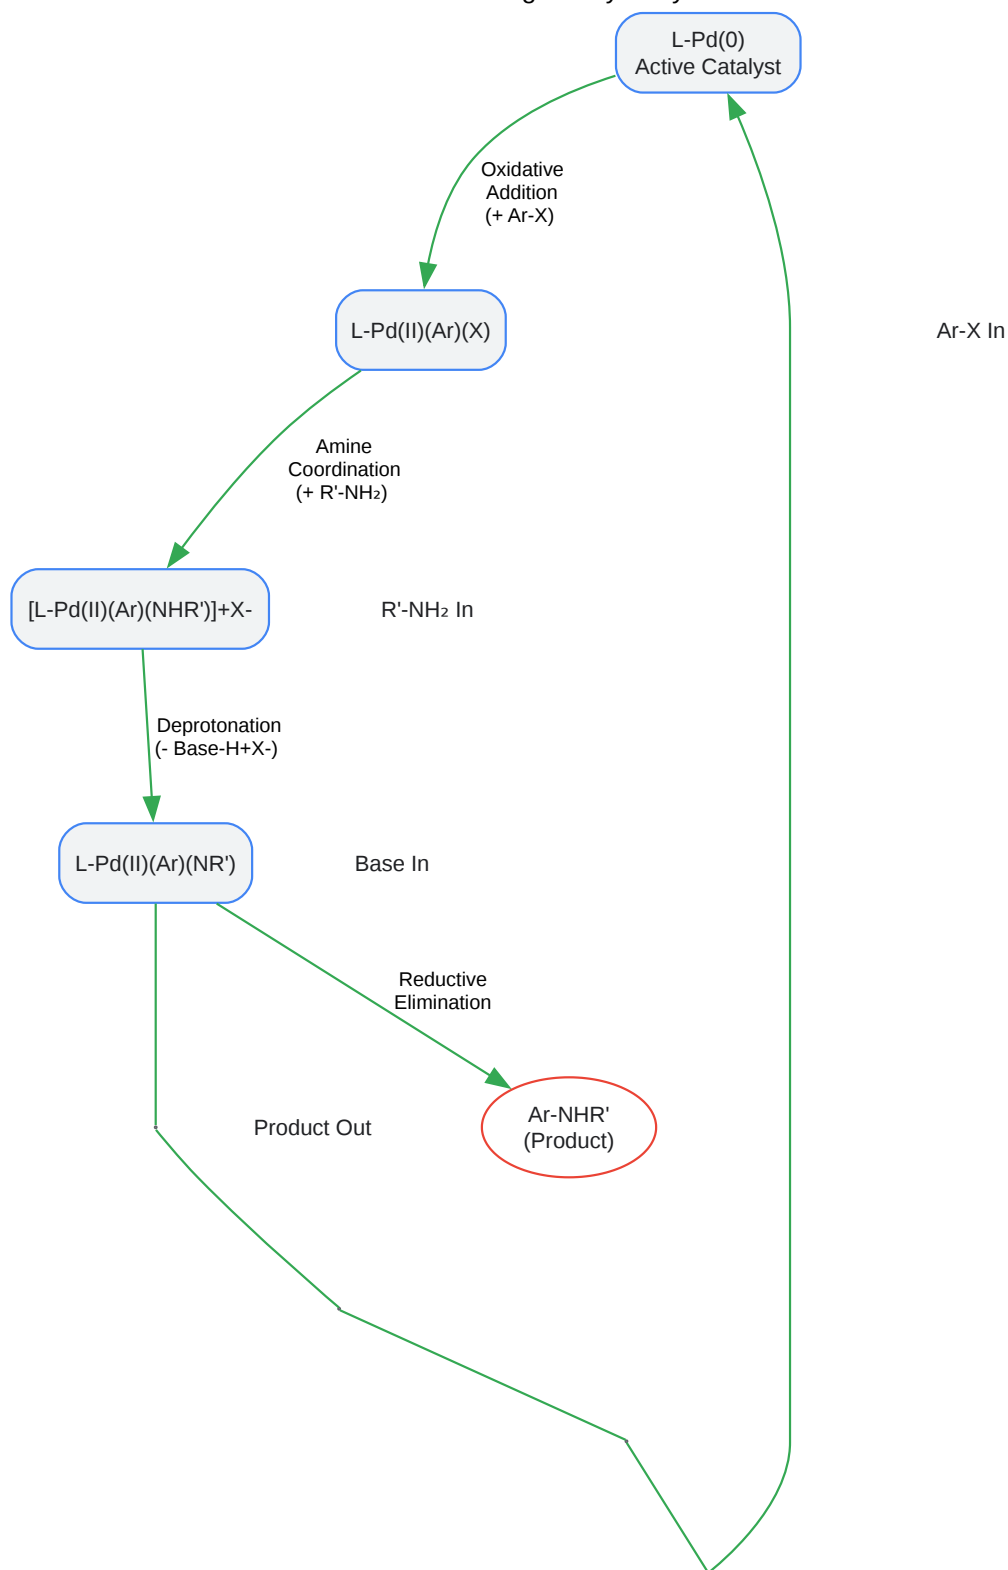 L-Pd(0)
Active Catalyst
Oxidative
Addition
(+ Ar-X)
L-Pd(II)(Ar)(X)
Ar-X In
Amine
Coordination
(+ R'-NH₂)
[L-Pd(II)(Ar)(NHR')]+X-
R'-NH₂ In
Deprotonation
(- Base-H+X-)
L-Pd(II)(Ar)(NR')
Base In
Reductive
Elimination
Product Out
Ar-NHR'
(Product)